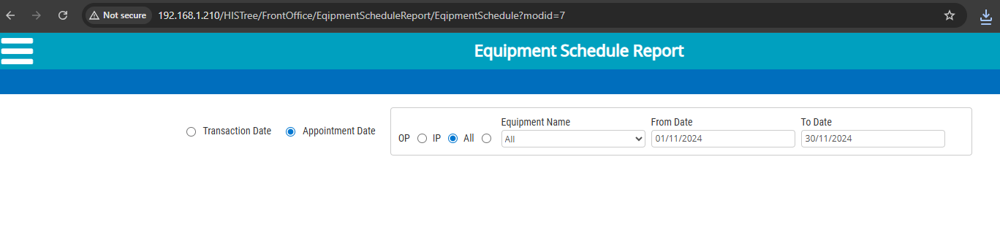 Not secure 192.168.1.210/HISTree/FrontOffice/EqipmentScheduleReport/EqipmentSchedule?modid=7
Equipment Schedule Report
Transaction Date Appointment Date
Equipment Name From Date To Date
OP IP All All 01/11/2024 30/11/2024